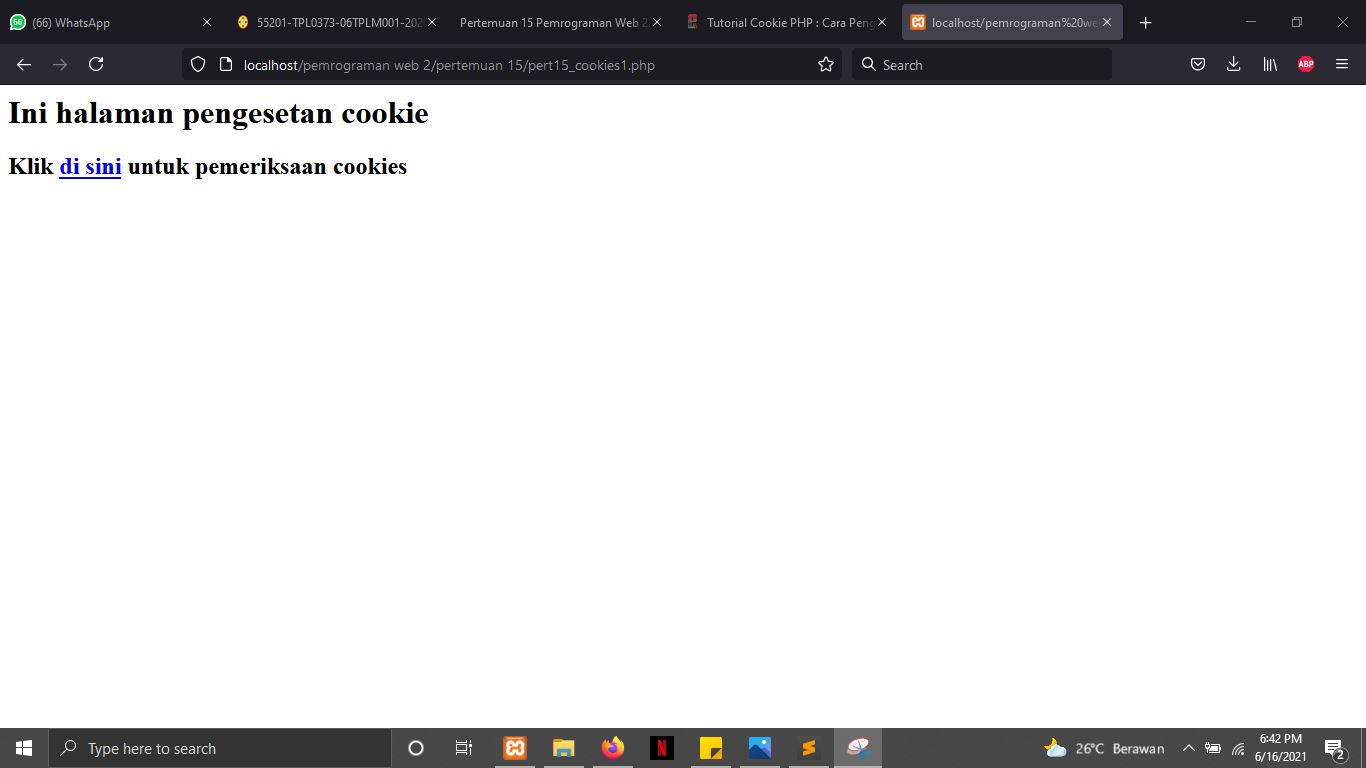 (66) WhatsApp
55201-TPL0373-06TPLM001-202
Pertemuan 15 Pemrograman Web 2
Tutorial Cookie PHP : Cara Peng
localhost/pemrograman%20we
localhost/pemrograman web 2/pertemuan 15/pert15_cookies1.php
Search
ABP
Ini halaman pengesetan cookie
Klik di sini untuk pemeriksaan cookies
Type here to search
26°C Berawan
6:42 PM
6/16/2021
2